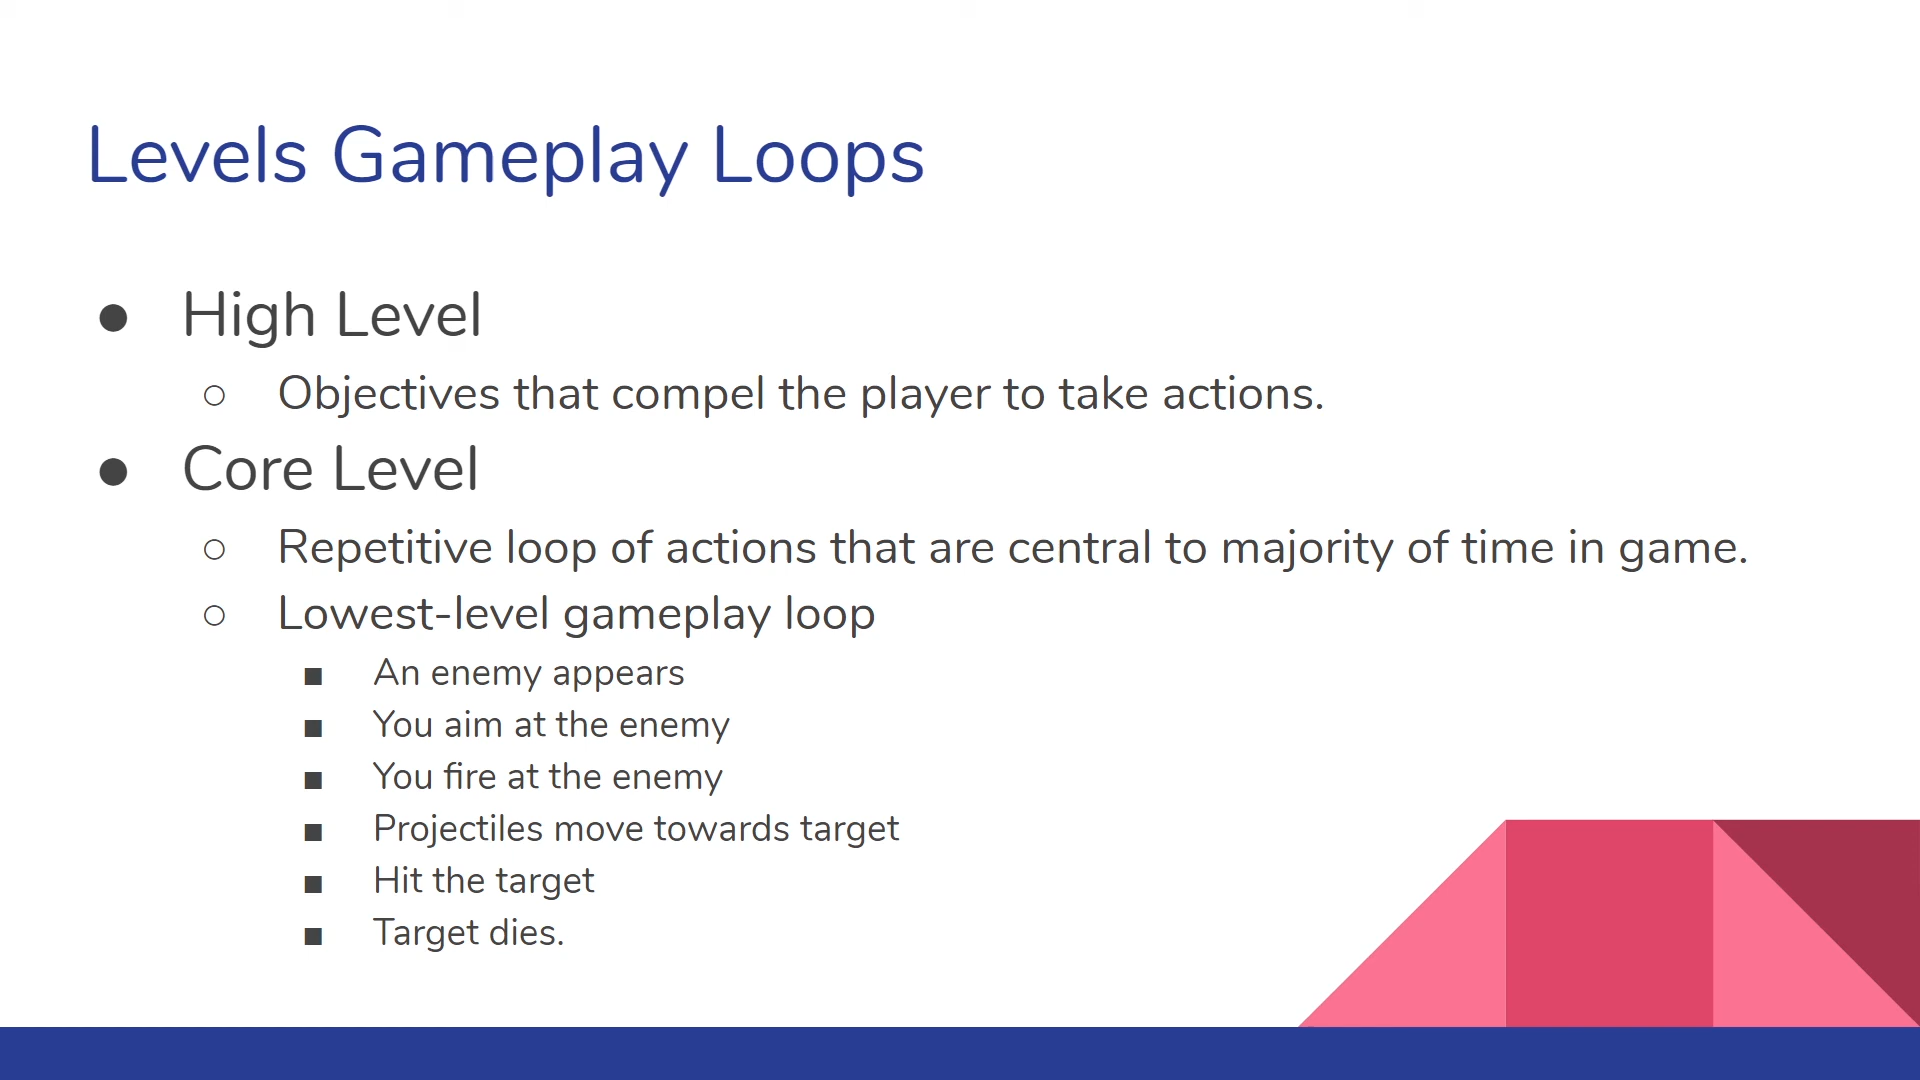 Levels Gameplay Loops
● High Level
○ Objectives that compel the player to take actions.
● Core Level
○ Repetitive loop of actions that are central to majority of time in game.
○ Lowest-level gameplay loop
■ An enemy appears
■ You aim at the enemy
■ You fire at the enemy
■ Projectiles move towards target
■ Hit the target
■ Target dies.